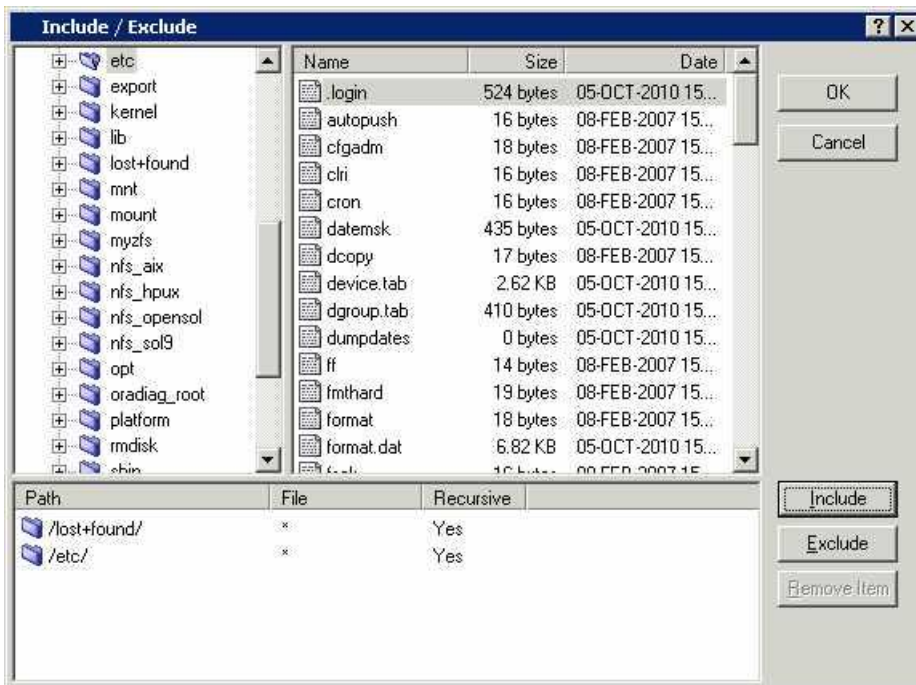 Include / Exclude
etc
export
kernel
lib
lost+found
mnt
mount
myzfs
nfs_aix
nfs_hpux
nfs_opensol
nfs_sol9
opt
oradiag_root
platform
rmdisk
sbin
Name Size Date
.login 524 bytes 05-OCT-2010 15...
autopush 16 bytes 08-FEB-2007 15...
cfgadm 18 bytes 08-FEB-2007 15...
clri 16 bytes 08-FEB-2007 15...
cron 16 bytes 08-FEB-2007 15...
datemsk 435 bytes 05-OCT-2010 15...
dcopy 17 bytes 08-FEB-2007 15...
device.tab 2.62 KB 05-OCT-2010 15...
dgroup.tab 410 bytes 05-OCT-2010 15...
dumpdates 0 bytes 05-OCT-2010 15...
ff 14 bytes 08-FEB-2007 15...
fmthard 19 bytes 08-FEB-2007 15...
format 18 bytes 08-FEB-2007 15...
format.dat 6.82 KB 05-OCT-2010 15...
OK
Cancel
Path File Recursive
/lost+found/ * Yes
/etc/ * Yes
Include
Exclude
Remove Item